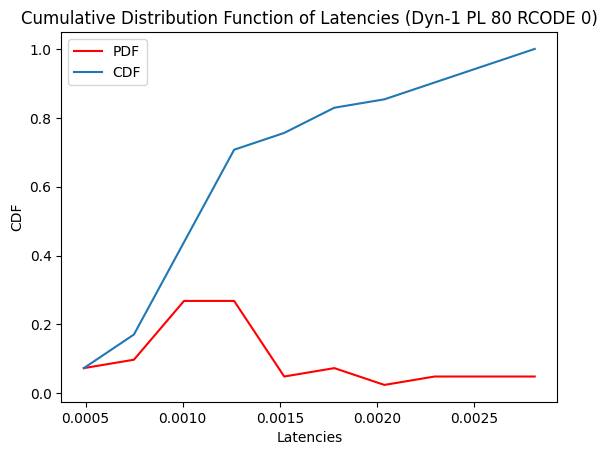 Cumulative Distribution Function of Latencies (Dyn-1 PL 80 RCODE 0)
PDF
CDF
CDF
1.0
0.8
0.6
0.4
0.2
0.0
0.0005 0.0010 0.0015 0.0020 0.0025
Latencies